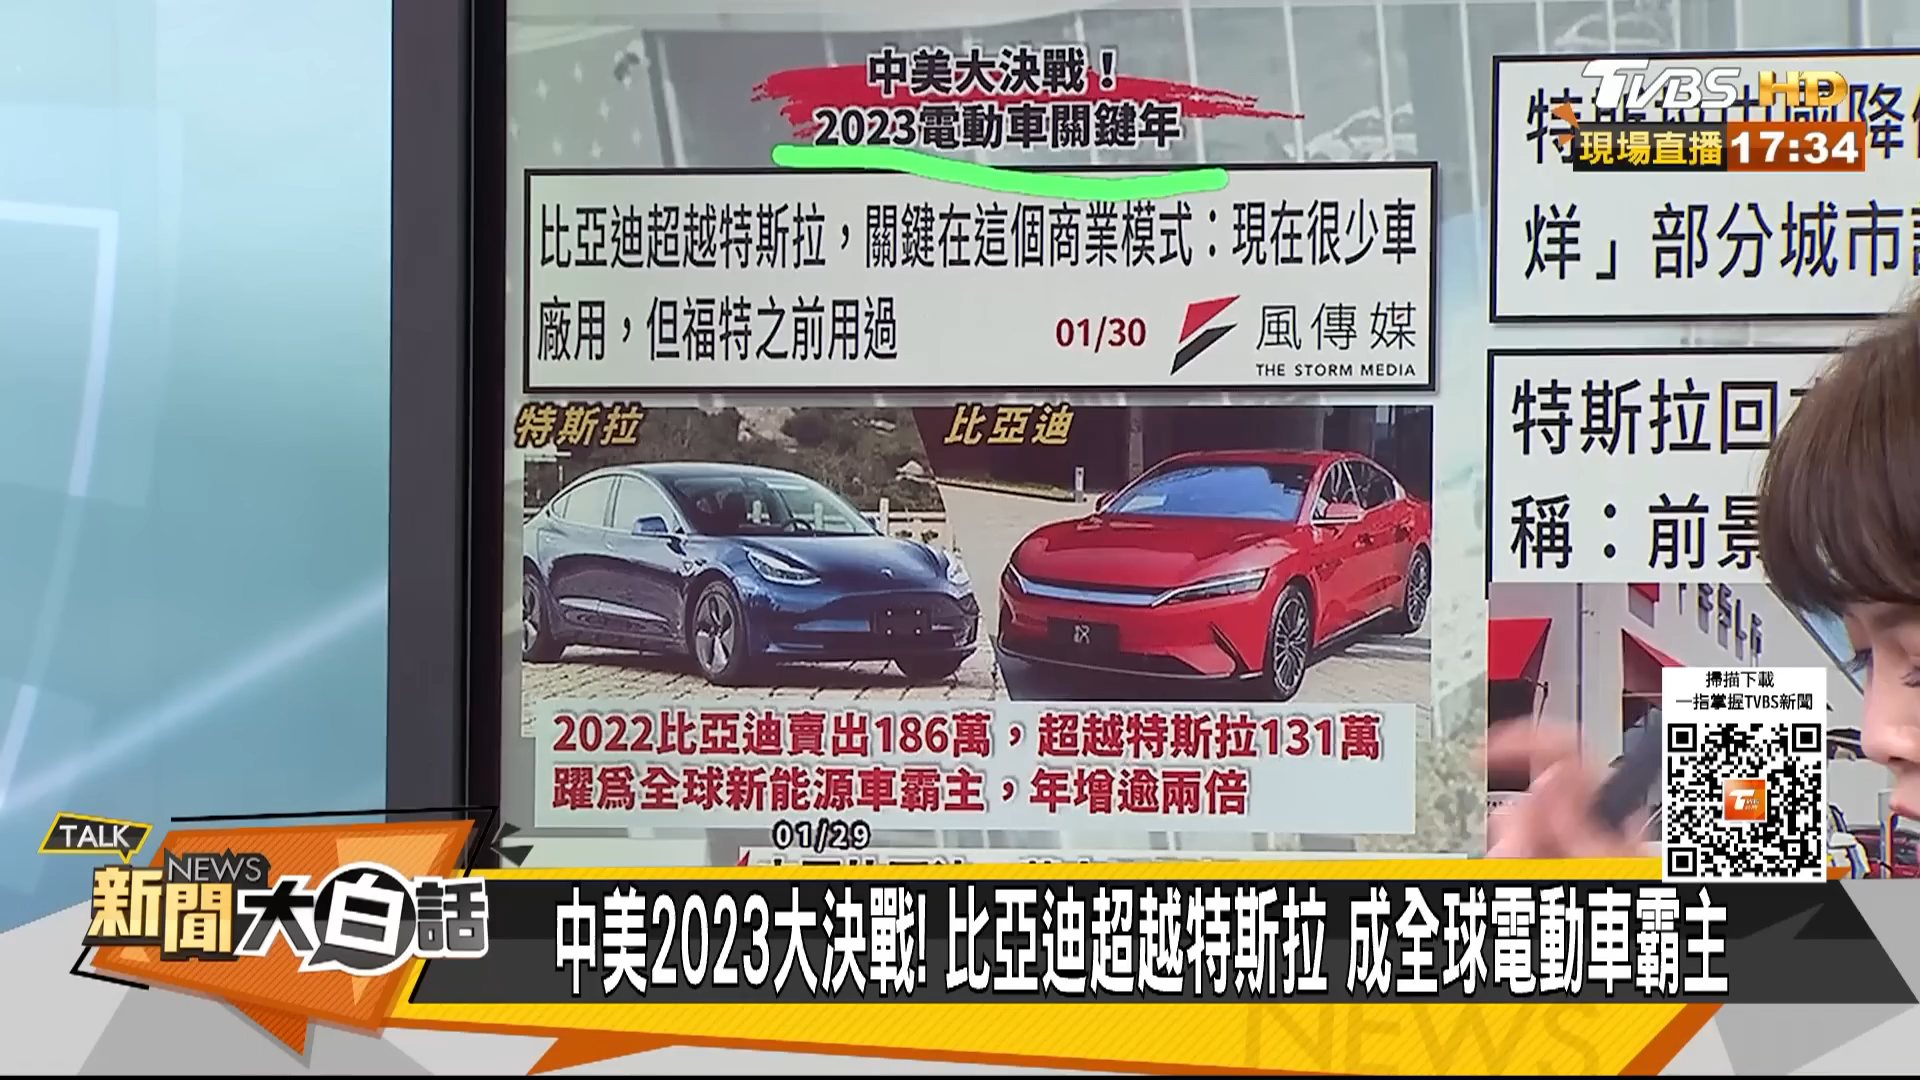 中美大決戰！
2023電動車關鍵年
比亞迪超越特斯拉，關鍵在這個商業模式：現在很少車
廠用，但福特之前用過
01/30
風傳媒
THE STORM MEDIA
特斯拉
比亞迪
2022比亞迪賣出186萬，超越特斯拉131萬
躍為全球新能源車霸主，年增逾兩倍
01/29
TVBS HD
現場直播 17:34
烊」部分城市
特斯拉回
稱：前景
TESLA
掃描下載
一指掌握TVBS新聞
TALK
NEWS
新聞大白話
中美2023大決戰! 比亞迪超越特斯拉 成全球電動車霸主
NEWS